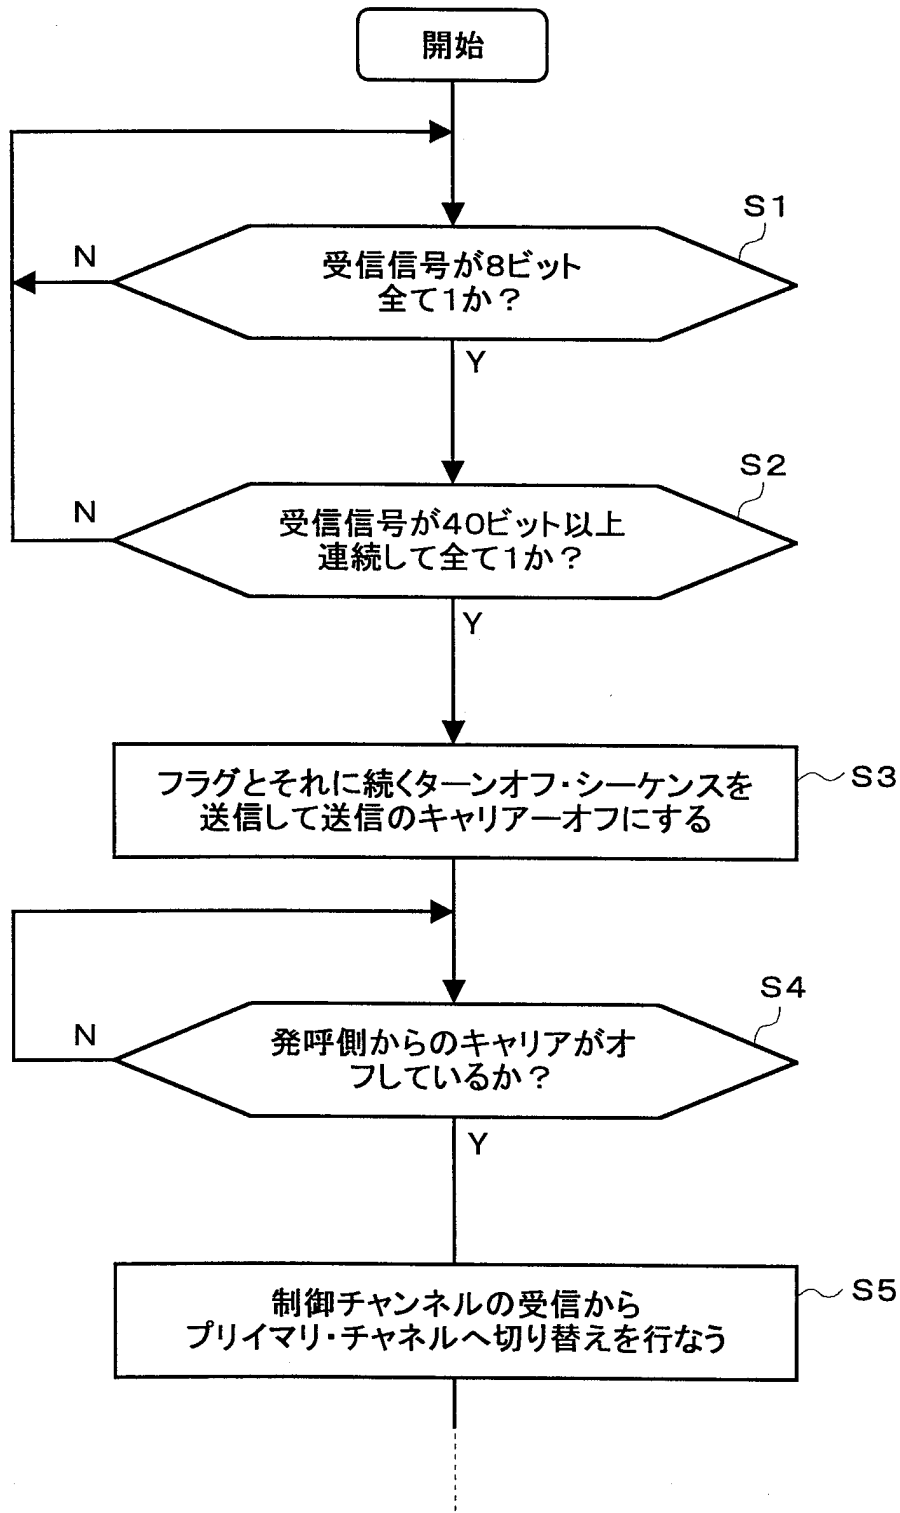 開始
S1
受信信号が8ビット
全て1か？
N
Y
S2
受信信号が40ビット以上
連続して全て1か？
N
Y
S3
フラグとそれに続くターンオフ・シーケンスを
送信して送信のキャリアーオフにする
S4
発呼側からのキャリアがオ
フしているか？
N
Y
S5
制御チャンネルの受信から
プリイマリ・チャネルへ切り替えを行なう